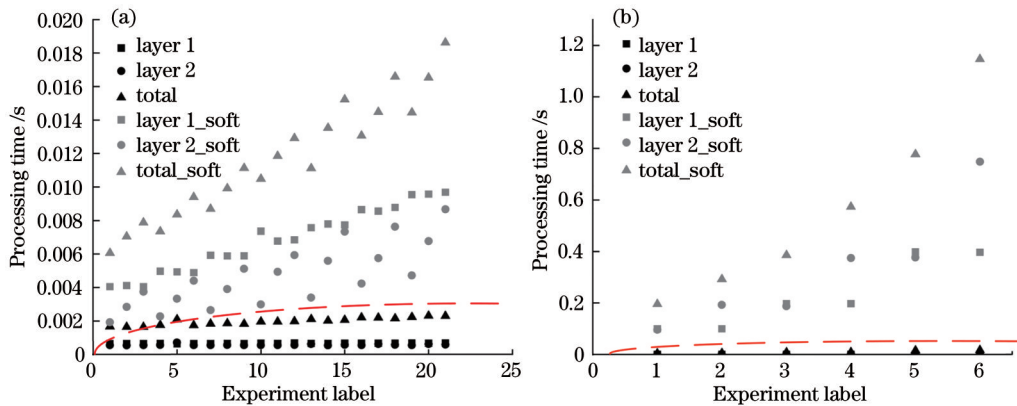 (a)
layer 1
layer 2
total
layer 1_soft
layer 2_soft
total_soft
Processing time /s
0.020
0.018
0.016
0.014
0.012
0.010
0.008
0.006
0.004
0.002
0
0 5 10 15 20 25
Experiment label
(b)
layer 1
layer 2
total
layer 1_soft
layer 2_soft
total_soft
Processing time /s
1.2
1.0
0.8
0.6
0.4
0.2
0
0 1 2 3 4 5 6
Experiment label